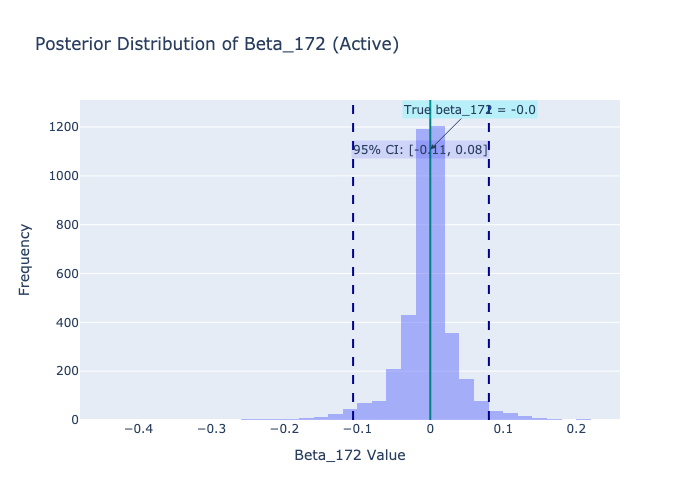 Posterior Distribution of Beta_172 (Active)
True beta_172 = -0.0
95% CI: [-0.11, 0.08]
Frequency
1200
1000
800
600
400
200
0
−0.4
−0.3
−0.2
−0.1
0
0.1
0.2
Beta_172 Value